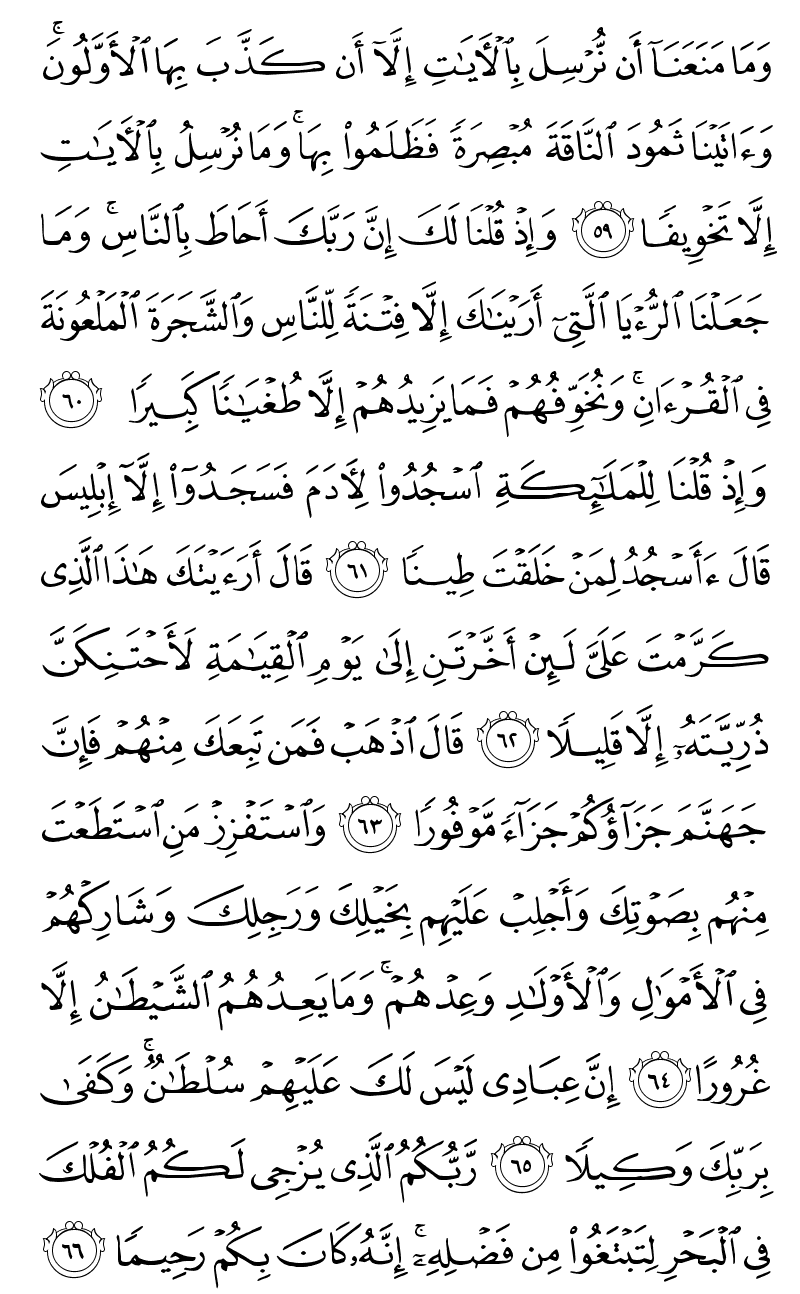 وَمَا مَنَعَنَآ أَن نُّرۡسِلَ بِٱلۡأٓيَٰتِ إِلَّآ أَن كَذَّبَ بِهَا ٱلۡأَوَّلُونَۚ
وَءَاتَيۡنَا ثَمُودَ ٱلنَّاقَةَ مُبۡصِرَةٗ فَظَلَمُواْ بِهَاۚ وَمَا نُرۡسِلُ بِٱلۡأٓيَٰتِ
إِلَّا تَخۡوِيفٗا ٥٩ وَإِذۡ قُلۡنَا لَكَ إِنَّ رَبَّكَ أَحَاطَ بِٱلنَّاسِۚ وَمَا
جَعَلۡنَا ٱلرُّءۡيَا ٱلَّتِيٓ أَرَيۡنَٰكَ إِلَّا فِتۡنَةٗ لِّلنَّاسِ وَٱلشَّجَرَةَ ٱلۡمَلۡعُونَةَ
فِي ٱلۡقُرۡءَانِۚ وَنُخَوِّفُهُمۡ فَمَا يَزِيدُهُمۡ إِلَّا طُغۡيَٰنٗا كَبِيرٗا ٦٠
وَإِذۡ قُلۡنَا لِلۡمَلَٰٓئِكَةِ ٱسۡجُدُواْ لِأٓدَمَ فَسَجَدُوٓاْ إِلَّآ إِبۡلِيسَ
قَالَ ءَأَسۡجُدُ لِمَنۡ خَلَقۡتَ طِينٗا ٦١ قَالَ أَرَءَيۡتَكَ هَٰذَا ٱلَّذِي
كَرَّمۡتَ عَلَيَّ لَئِنۡ أَخَّرۡتَنِ إِلَىٰ يَوۡمِ ٱلۡقِيَٰمَةِ لَأَحۡتَنِكَنَّ
ذُرِّيَّتَهُۥٓ إِلَّا قَلِيلٗا ٦٢ قَالَ ٱذۡهَبۡ فَمَن تَبِعَكَ مِنۡهُمۡ فَإِنَّ
جَهَنَّمَ جَزَآؤُكُمۡ جَزَآءٗ مَّوۡفُورٗا ٦٣ وَٱسۡتَفۡزِزۡ مَنِ ٱسۡتَطَعۡتَ
مِنۡهُم بِصَوۡتِكَ وَأَجۡلِبۡ عَلَيۡهِم بِخَيۡلِكَ وَرَجِلِكَ وَشَارِكۡهُمۡ
فِي ٱلۡأَمۡوَٰلِ وَٱلۡأَوۡلَٰدِ وَعِدۡهُمۡۚ وَمَا يَعِدُهُمُ ٱلشَّيۡطَٰنُ إِلَّا
غُرُورًا ٦٤ إِنَّ عِبَادِي لَيۡسَ لَكَ عَلَيۡهِمۡ سُلۡطَٰنٞۚ وَكَفَىٰ
بِرَبِّكَ وَكِيلٗا ٦٥ رَّبُّكُمُ ٱلَّذِي يُزۡجِي لَكُمُ ٱلۡفُلۡكَ
فِي ٱلۡبَحۡرِ لِتَبۡتَغُواْ مِن فَضۡلِهِۦٓۚ إِنَّهُۥ كَانَ بِكُمۡ رَحِيمٗا ٦٦